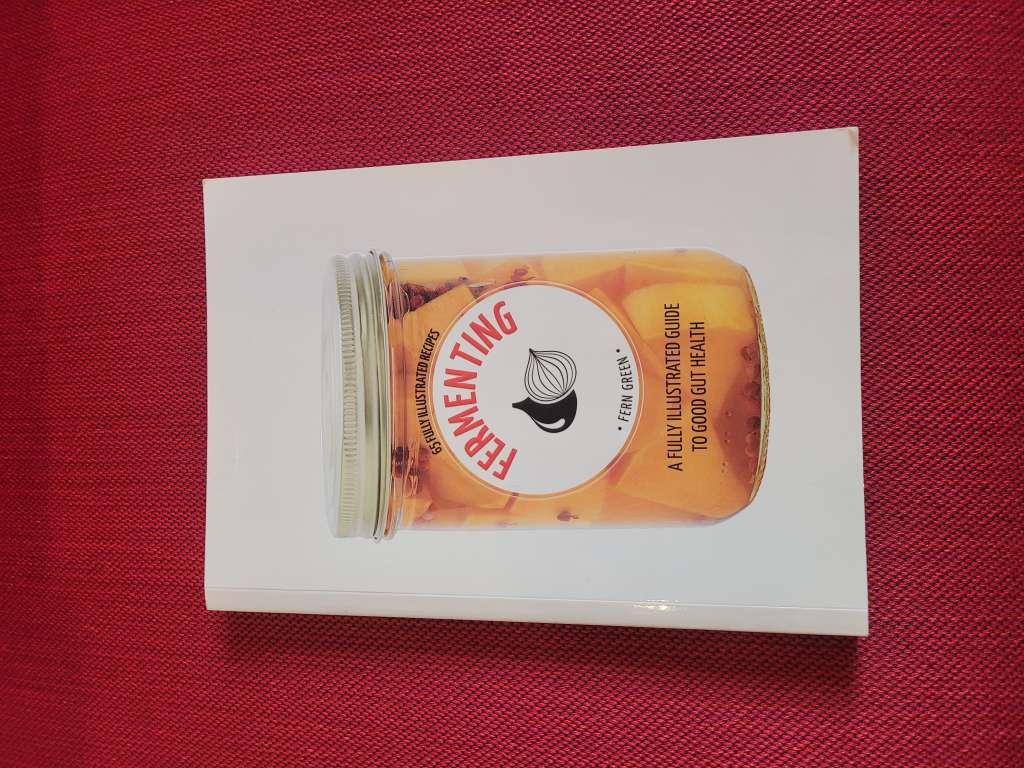 65 FULLY ILLUSTRATED RECIPES
FERMENTING
• FERN GREEN •
A FULLY ILLUSTRATED GUIDE
TO GOOD GUT HEALTH